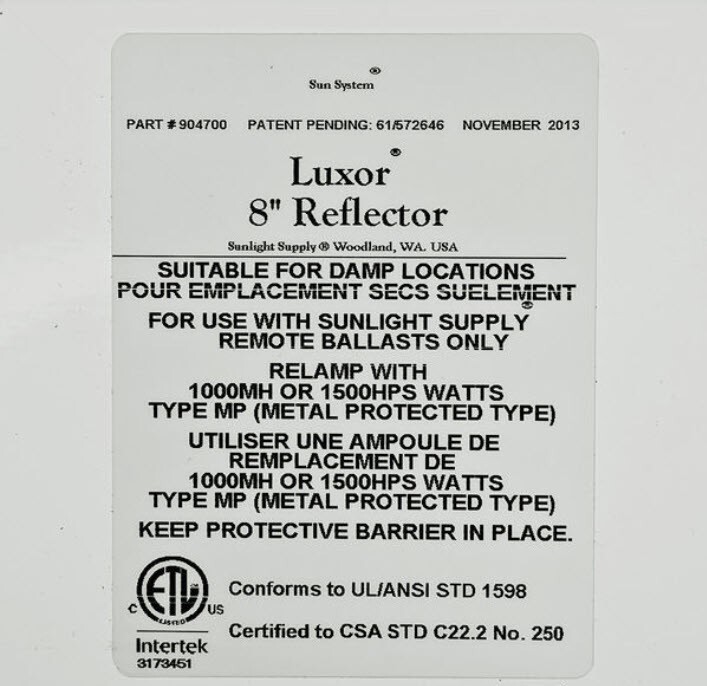 Sun System®
PART # 904700 PATENT PENDING: 61/572646 NOVEMBER 2013
Luxor®
8" Reflector
Sunlight Supply ® Woodland, WA. USA
SUITABLE FOR DAMP LOCATIONS
POUR EMPLACEMENT SECS SUELEMENT
FOR USE WITH SUNLIGHT SUPPLY®
REMOTE BALLASTS ONLY
RELAMP WITH
1000MH OR 1500HPS WATTS
TYPE MP (METAL PROTECTED TYPE)
UTILISER UNE AMPOULE DE
REMPLACEMENT DE
1000MH OR 1500HPS WATTS
TYPE MP (METAL PROTECTED TYPE)
KEEP PROTECTIVE BARRIER IN PLACE.
C ETL US
LISTED
Intertek
3173451
Conforms to UL/ANSI STD 1598
Certified to CSA STD C22.2 No. 250